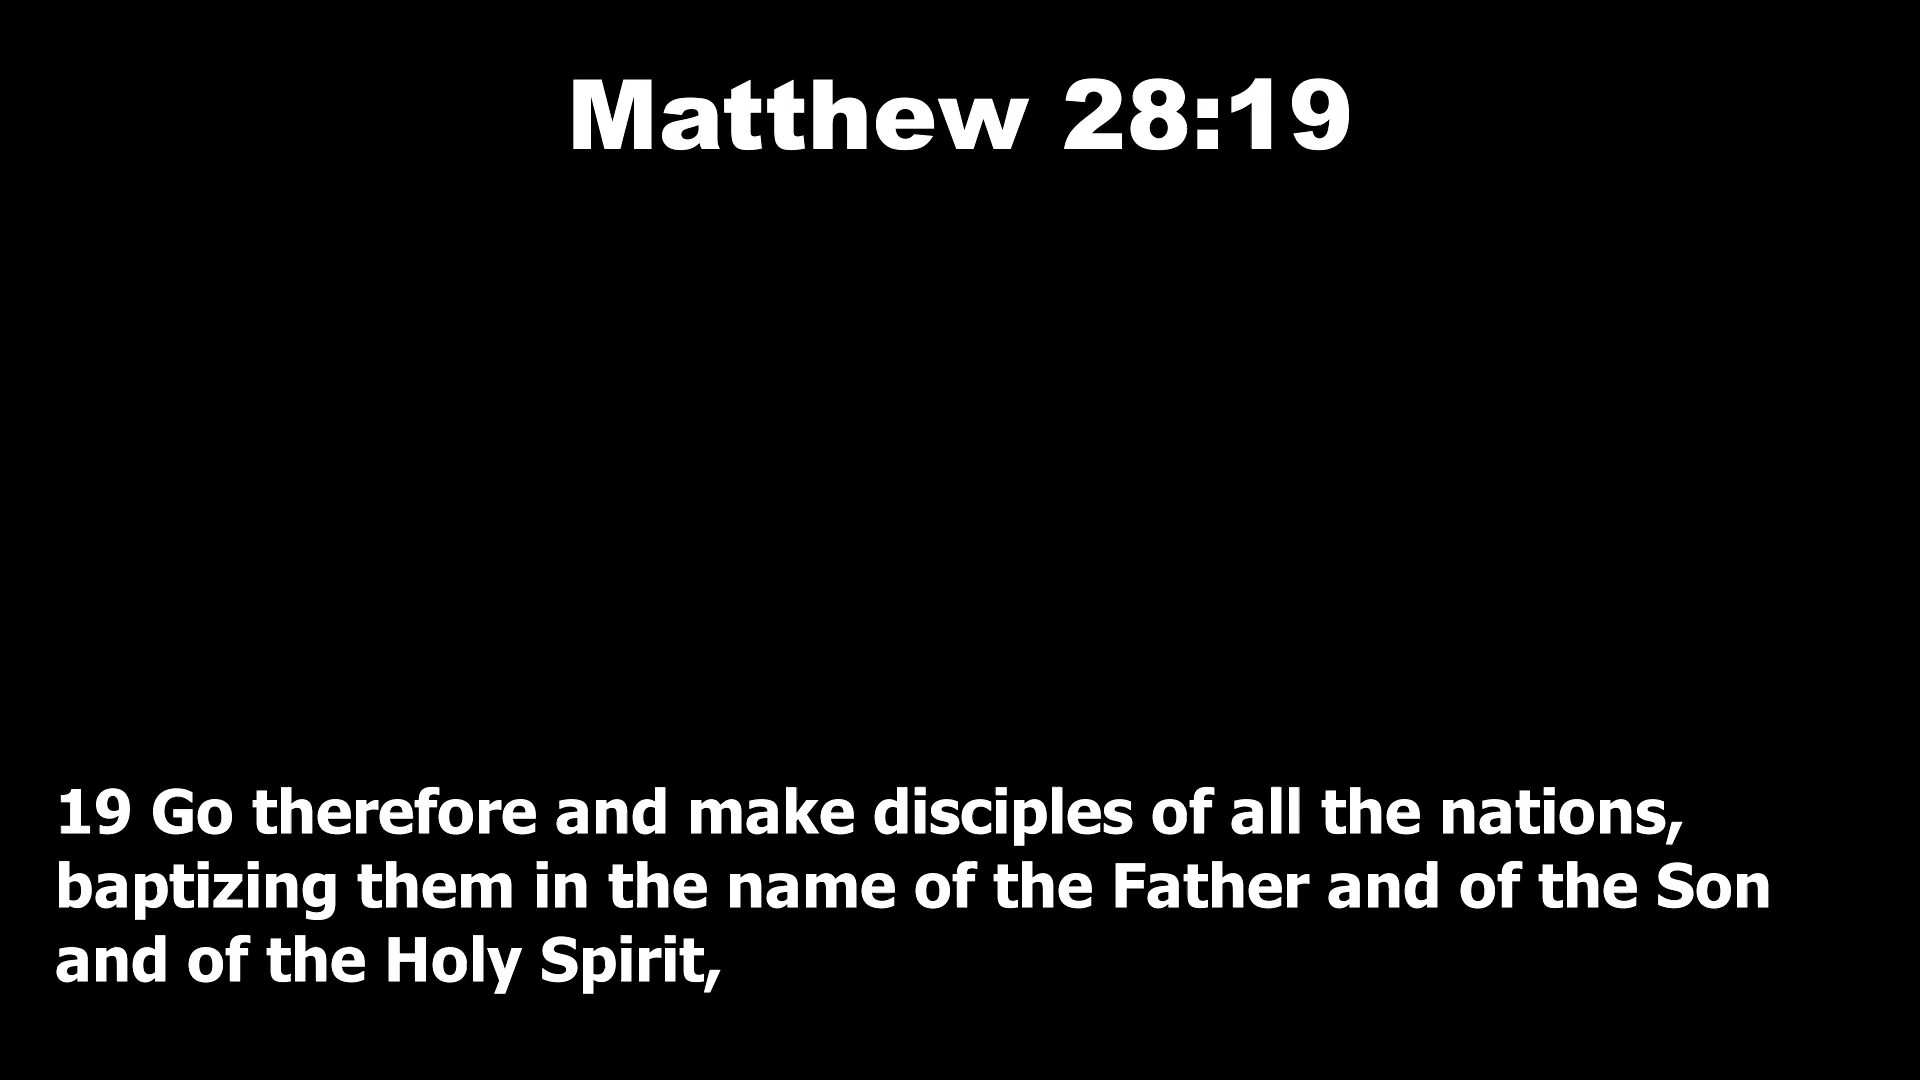 Matthew 28:19
19 Go therefore and make disciples of all the nations,
baptizing them in the name of the Father and of the Son
and of the Holy Spirit,